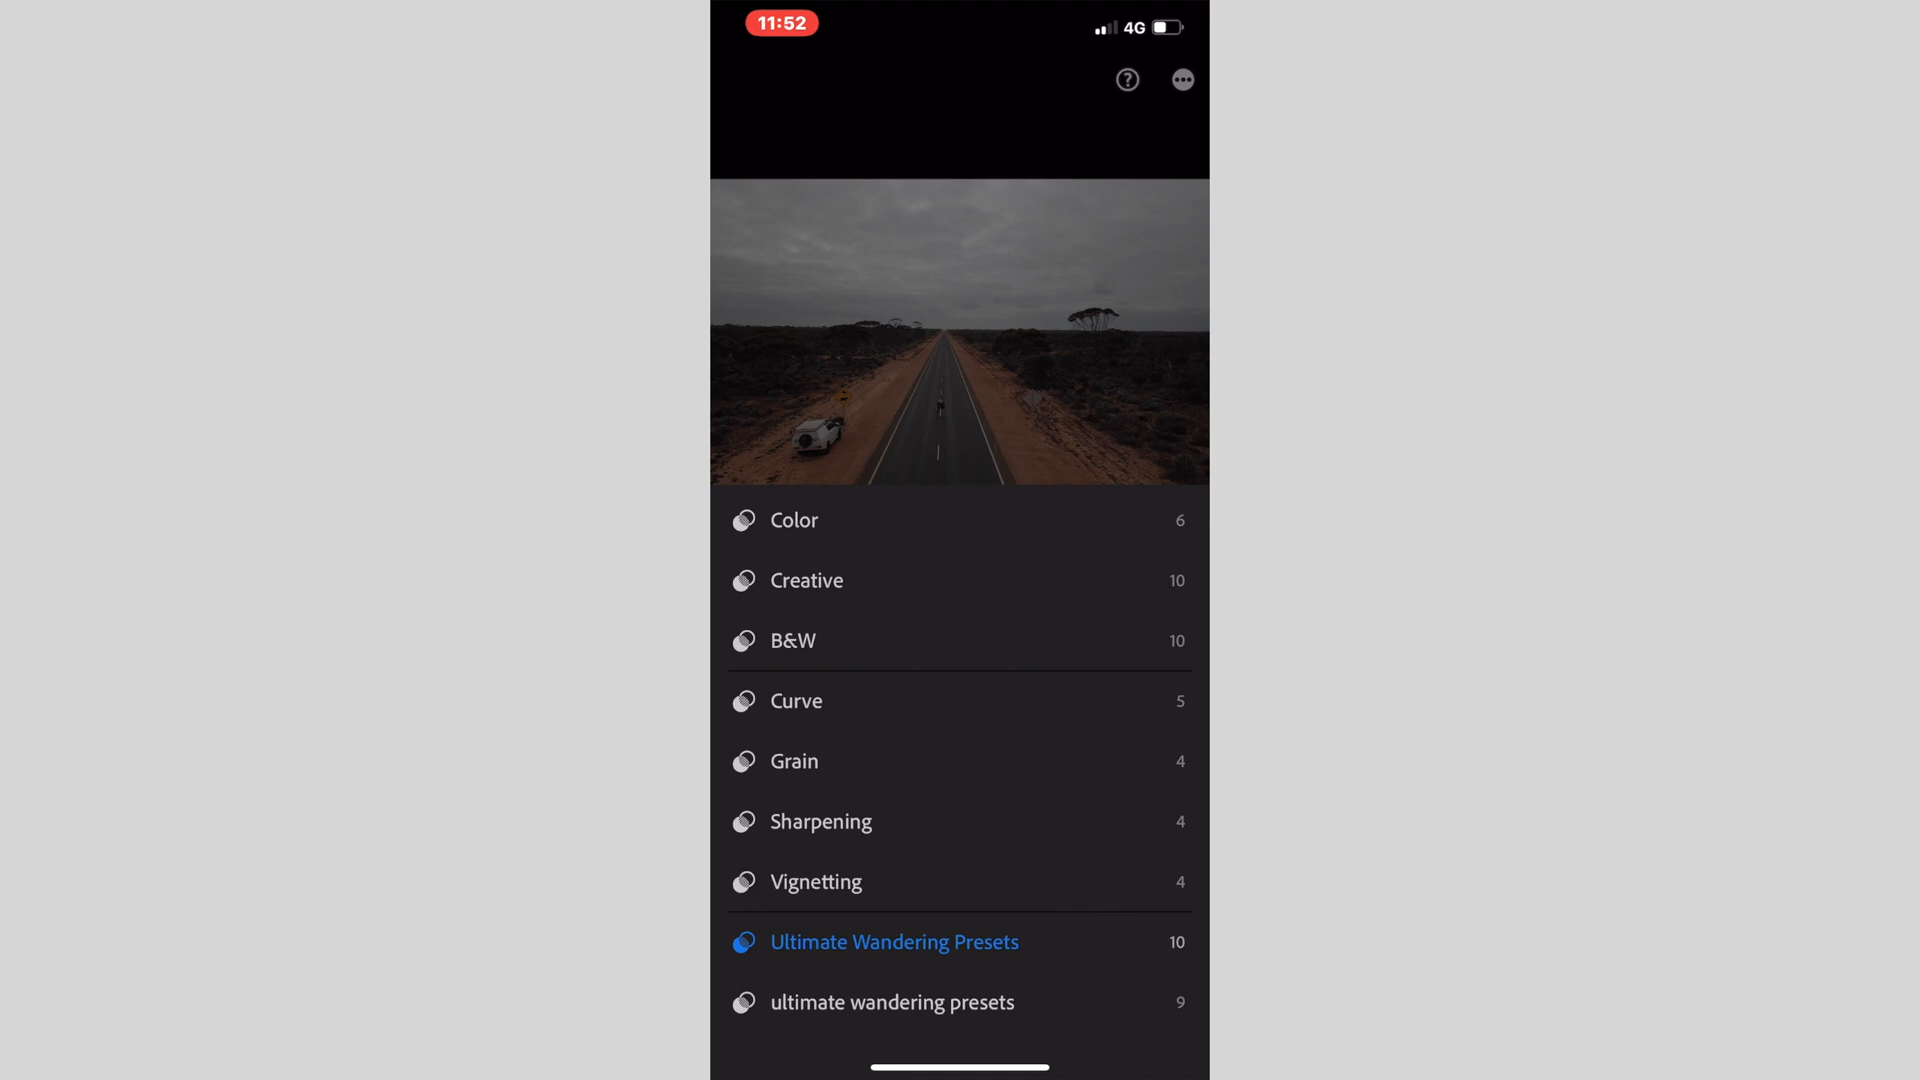 11:52
4G
?
Color 6
Creative 10
B&W 10
Curve 5
Grain 4
Sharpening 4
Vignetting 4
Ultimate Wandering Presets 10
ultimate wandering presets 9